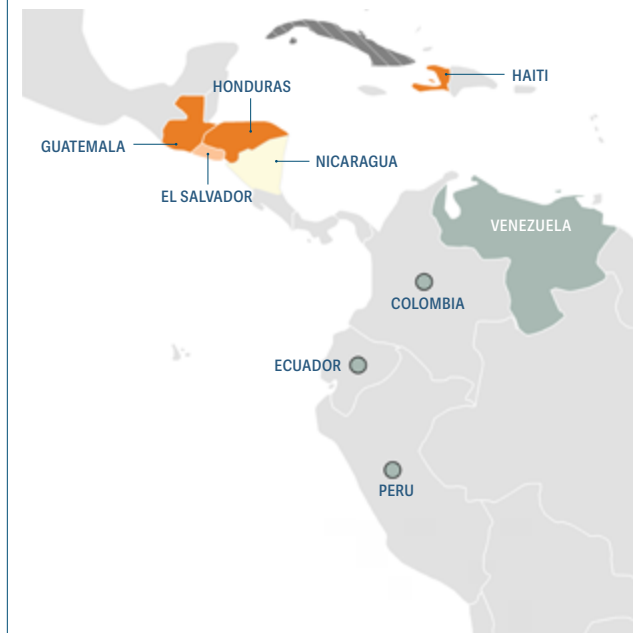 HAITI
HONDURAS
GUATEMALA
NICARAGUA
EL SALVADOR
VENEZUELA
COLOMBIA
ECUADOR
PERU